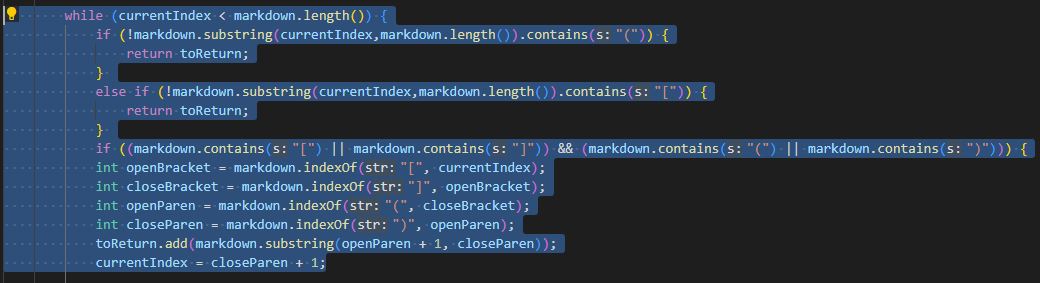 while (currentIndex < markdown.length()) {
if (!markdown.substring(currentIndex,markdown.length()).contains(s: "(")) {
return toReturn;
}
else if (!markdown.substring(currentIndex,markdown.length()).contains(s: "[")) {
return toReturn;
}
if ((markdown.contains(s: "[") || markdown.contains(s: "]")) && (markdown.contains(s: "(") || markdown.contains(s: ")"))) {
int openBracket = markdown.indexOf(str: "[", currentIndex);
int closeBracket = markdown.indexOf(str: "]", openBracket);
int openParen = markdown.indexOf(str: "(", closeBracket);
int closeParen = markdown.indexOf(str: ")", openParen);
toReturn.add(markdown.substring(openParen + 1, closeParen));
currentIndex = closeParen + 1;